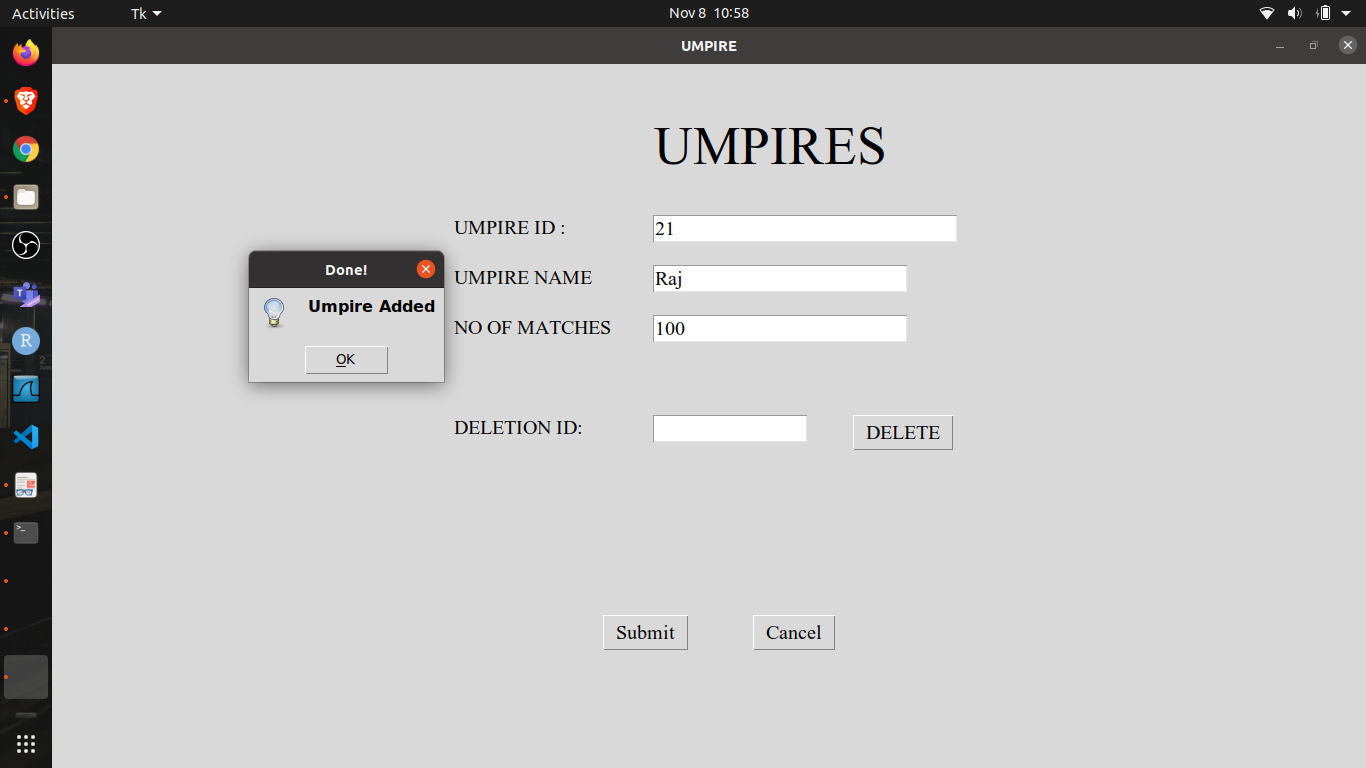 Activities Tk Nov 8 10:58
UMPIRE
UMPIRES
UMPIRE ID : 21
UMPIRE NAME Raj
NO OF MATCHES 100
Done!
Umpire Added
OK
DELETION ID: DELETE
Submit Cancel